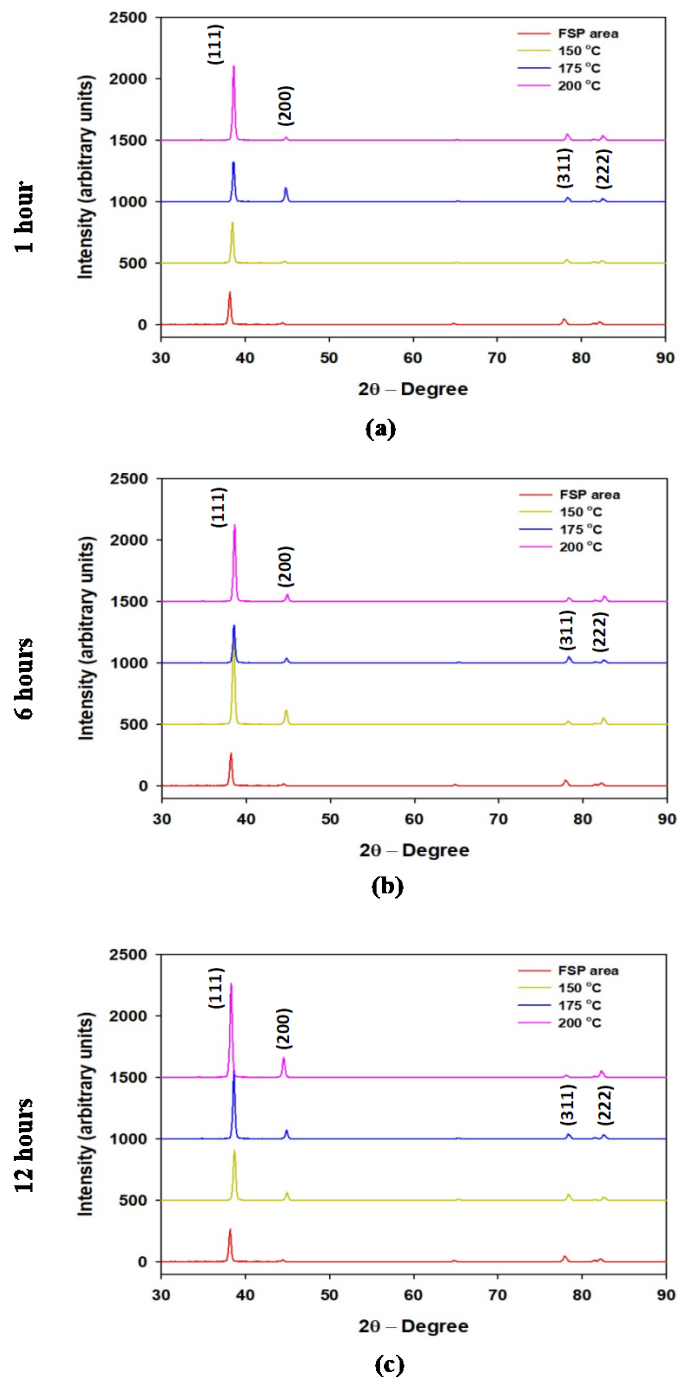 1 hour
Intensity (arbitrary units)
2500
2000
1500
1000
500
0
(111)
(200)
(311)
(222)
FSP area
150 °C
175 °C
200 °C
30 40 50 60 70 80 90
2θ – Degree
(a)
6 hours
Intensity (arbitrary units)
2500
2000
1500
1000
500
0
(111)
(200)
(311)
(222)
FSP area
150 °C
175 °C
200 °C
30 40 50 60 70 80 90
2θ – Degree
(b)
12 hours
Intensity (arbitrary units)
2500
2000
1500
1000
500
0
(111)
(200)
(311)
(222)
FSP area
150 °C
175 °C
200 °C
30 40 50 60 70 80 90
2θ – Degree
(c)